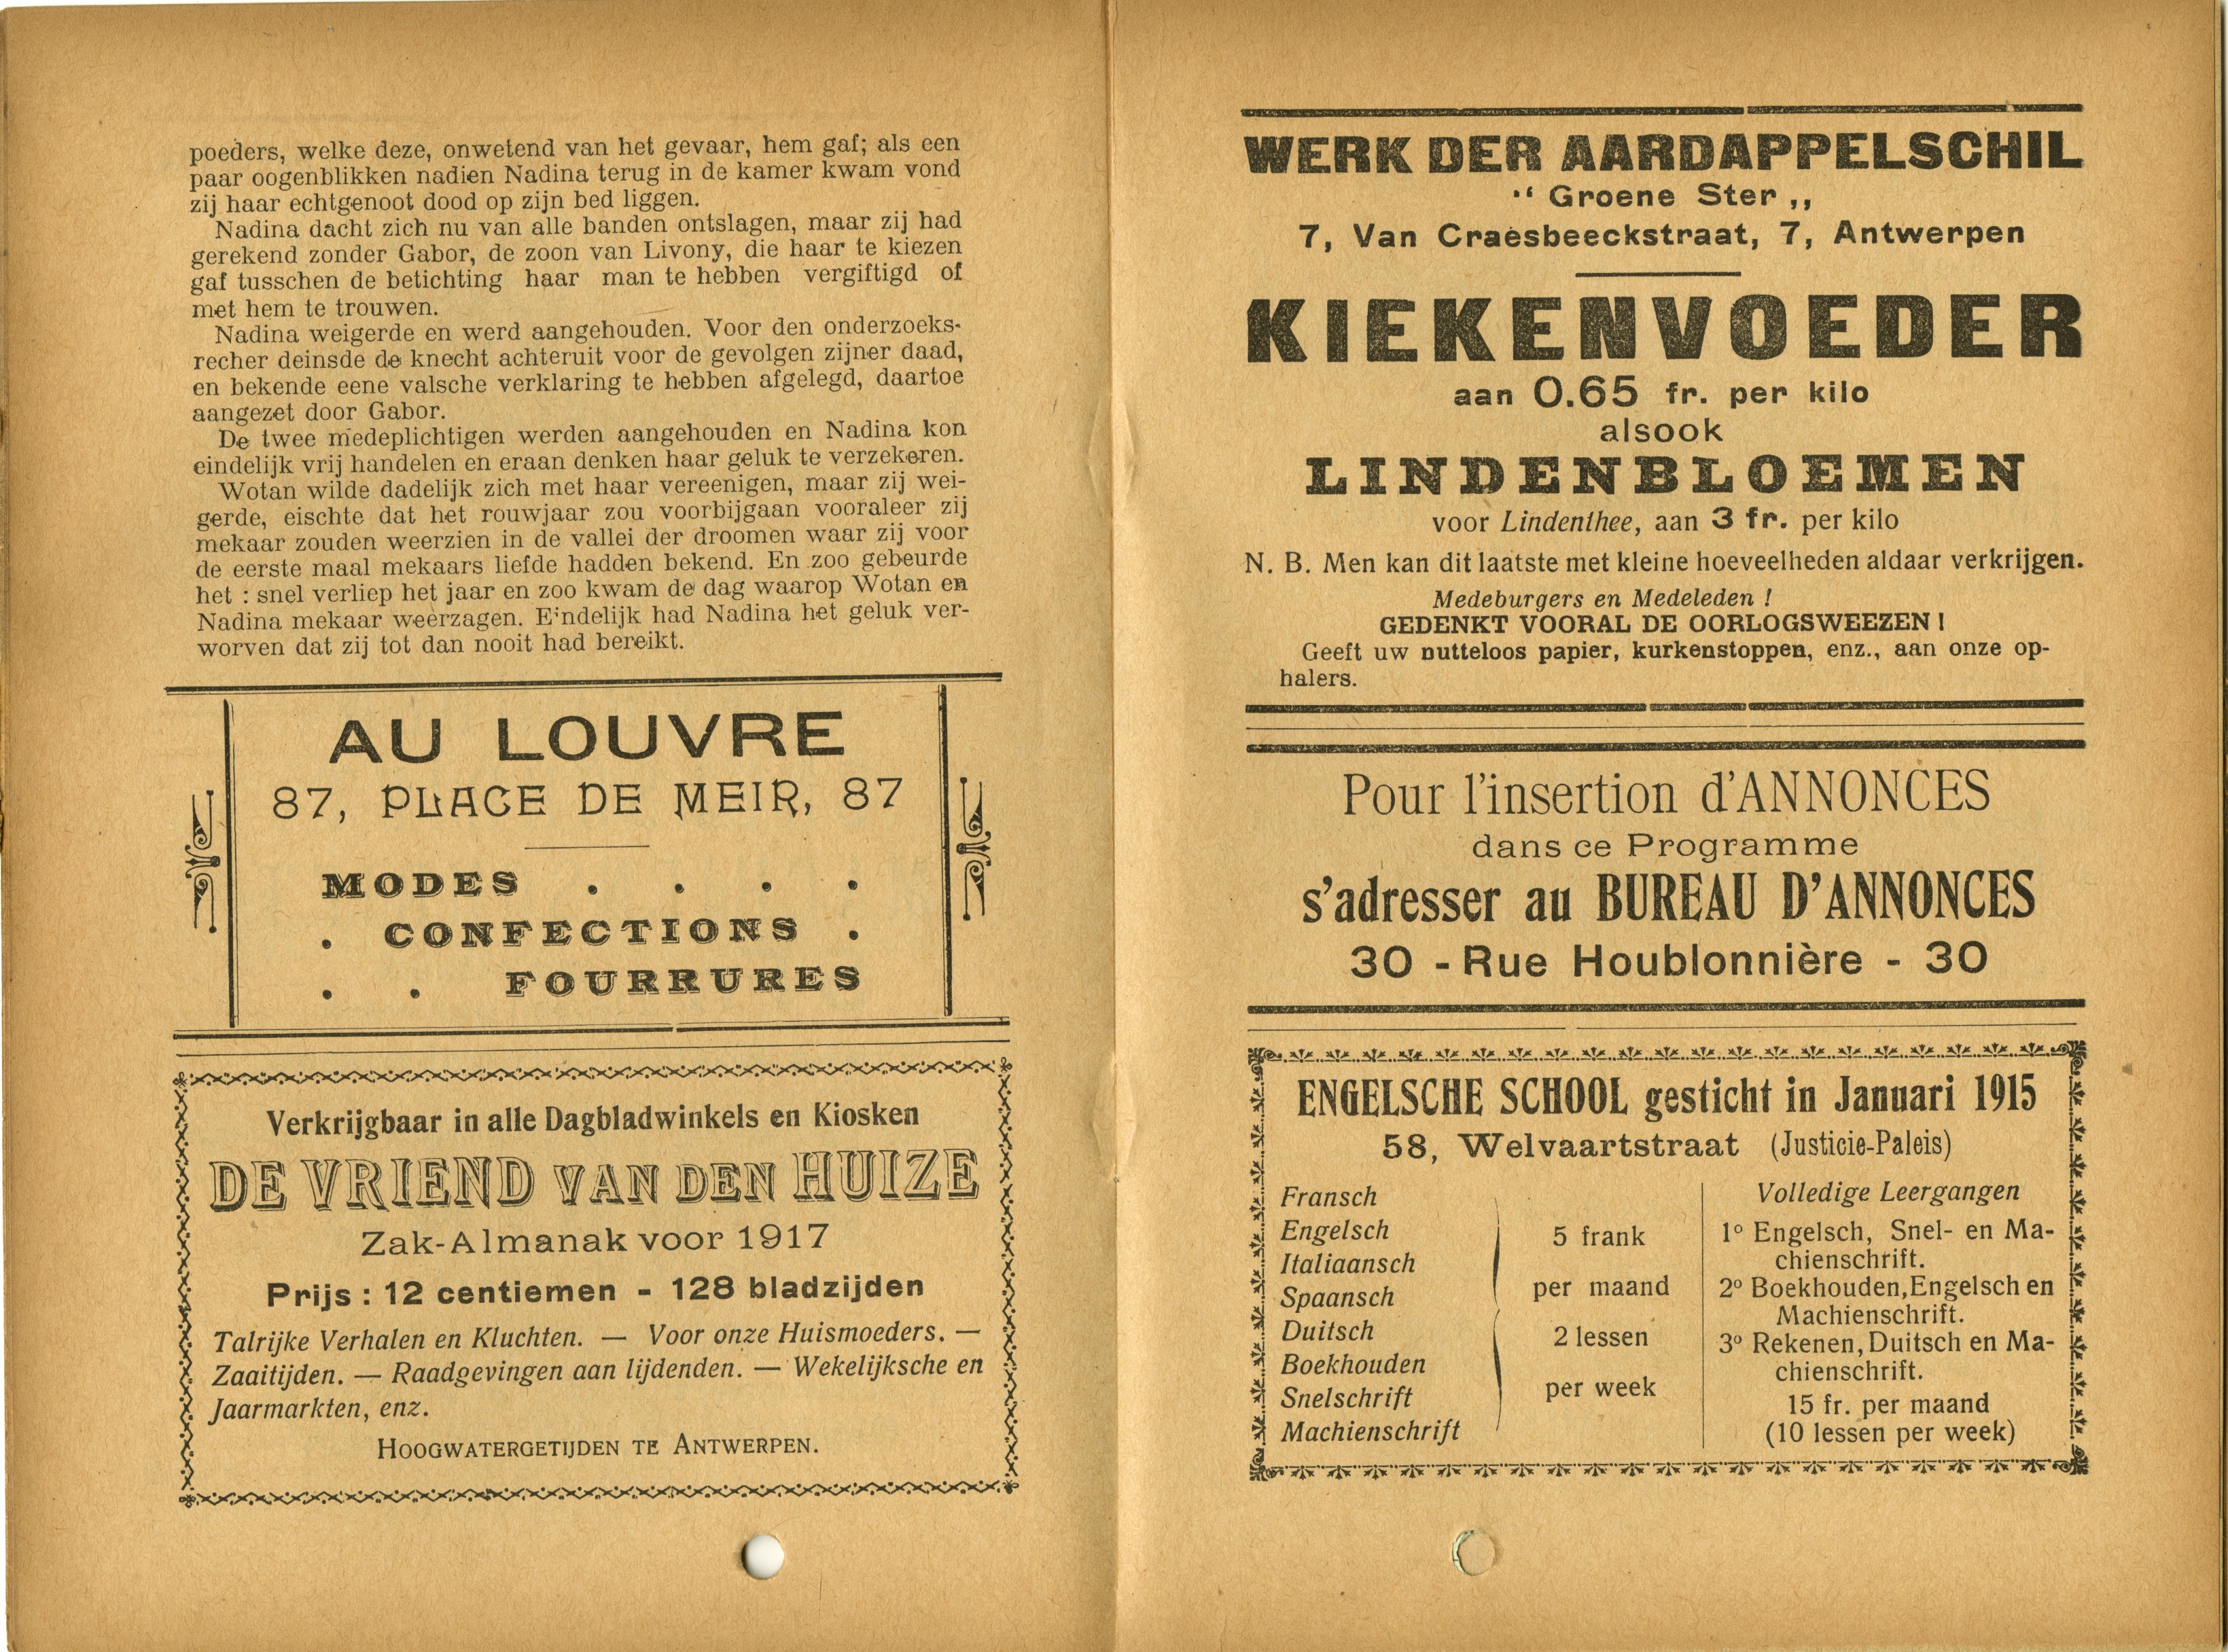 poeders, welke deze, onwetend van het gevaar, hem gaf; als een
paar oogenblikken nadien Nadina terug in de kamer kwam vond
zij haar echtgenoot dood op zijn bed liggen.
Nadina dacht zich nu van alle banden ontslagen, maar zij had
gerekend zonder Gabor, de zoon van Livony, die haar te kiezen
gaf tusschen de betichting haar man te hebben vergiftigd of
met hem te trouwen.
Nadina weigerde en werd aangehouden. Voor den onderzoeks-
recher deinsde de knecht achteruit voor de gevolgen zijner daad,
en bekende eene valsche verklaring te hebben afgelegd, daartoe
aangezet door Gabor.
De twee medeplichtigen werden aangehouden en Nadina kon
eindelijk vrij handelen en eraan denken haar geluk te verzekeren.
Wotan wilde dadelijk zich met haar vereenigen, maar zij wei-
gerde, eischte dat het rouwjaar zou voorbijgaan vooraleer zij
mekaar zouden weerzien in de vallei der droomen waar zij voor
de eerste maal mekaars liefde hadden bekend. En zoo gebeurde
het : snel verliep het jaar en zoo kwam de dag waarop Wotan en
Nadina mekaar weêrzagen. Eindelijk had Nadina het geluk ver-
worven dat zij tot dan nooit had bereikt.
AU LOUVRE
87, PLACE DE MEIR, 87
MODES . . . .
. CONFECTIONS .
. . FOURRURES
Verkrijgbaar in alle Dagbladwinkels en Kiosken
DE VRIEND VAN DEN HUIZE
Zak-Almanak voor 1917
Prijs : 12 centiemen - 128 bladzijden
Talrijke Verhalen en Kluchten. — Voor onze Huismoeders. —
Zaaitijden. — Raadgevingen aan lijdenden. — Wekelijksche en
Jaarmarkten, enz.
HOOGWATERGETIJDEN TE ANTWERPEN.
WERK DER AARDAPPELSCHIL
“ Groene Ster „
7, Van Craesbeeckstraat, 7, Antwerpen
KIEKENVOEDER
aan 0.65 fr. per kilo
alsook
LINDENBLOEMEN
voor Lindenthee, aan 3 fr. per kilo
N. B. Men kan dit laatste met kleine hoeveelheden aldaar verkrijgen.
Medeburgers en Medeleden !
GEDENKT VOORAL DE OORLOGSWEEZEN !
Geeft uw nutteloos papier, kurkenstoppen, enz., aan onze op-
halers.
Pour l'insertion d'ANNONCES
dans ce Programme
s'adresser au BUREAU D'ANNONCES
30 - Rue Houblonnière - 30
ENGELSCHE SCHOOL gesticht in Januari 1915
58, Welvaartstraat (Justicie-Paleis)
Fransch
Engelsch
Italiaansch
Spaansch
Duitsch
Boekhouden
Snelschrift
Machienschrift
5 frank
per maand
2 lessen
per week
Volledige Leergangen
1º Engelsch, Snel- en Ma-
chienschrift.
2º Boekhouden, Engelsch en
Machienschrift.
3º Rekenen, Duitsch en Ma-
chienschrift.
15 fr. per maand
(10 lessen per week)